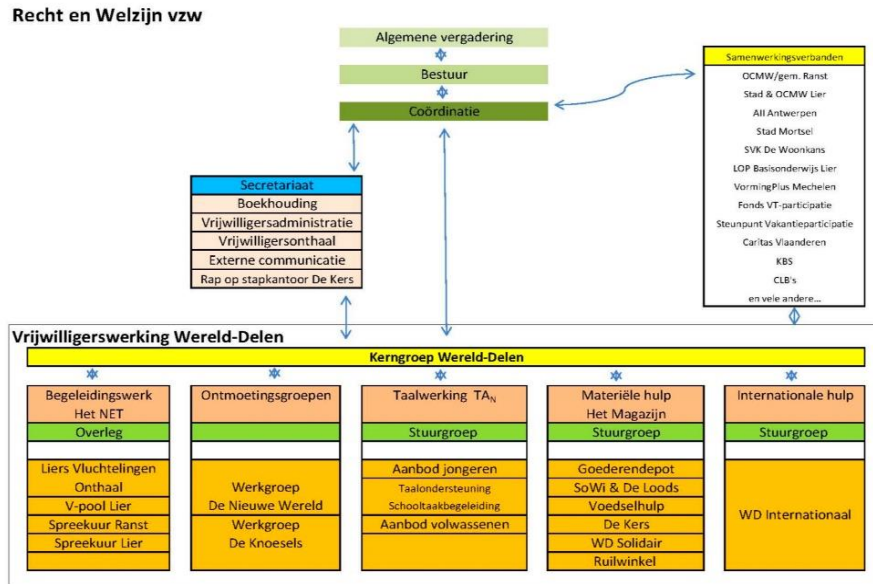 Recht en Welzijn vzw
Algemene vergadering
Bestuur
Coördinatie
Samenwerkingsverbanden
OCMW/gem. Ranst
Stad & OCMW Lier
All Antwerpen
Stad Mortsel
SVK De Woonkans
LOP Basisonderwijs Lier
VormingPlus Mechelen
Fonds VT-participatie
Steunpunt Vakantieparticipatie
Caritas Vlaanderen
KBS
CLB's
en vele andere...
Secretariaat
Boekhouding
Vrijwilligersadministratie
Vrijwilligersonthaal
Externe communicatie
Rap op stapkantoor De Kers
Vrijwilligerswerking Wereld-Delen
Kerngroep Wereld-Delen
Begeleidingswerk
Het NET
Overleg
Liers Vluchtelingen
Onthaal
V-pool Lier
Spreekuur Ranst
Spreekuur Lier
Ontmoetingsgroepen
Werkgroep
De Nieuwe Wereld
Werkgroep
De Knoesels
Taalwerking TAN
Stuurgroep
Aanbod jongeren
Taalondersteuning
Schooltaakbegeleiding
Aanbod volwassenen
Materiële hulp
Het Magazijn
Stuurgroep
Goederendepot
SoWi & De Loods
Voedselhulp
De Kers
WD Solidair
Ruilwinkel
Internationale hulp
Stuurgroep
WD Internationaal